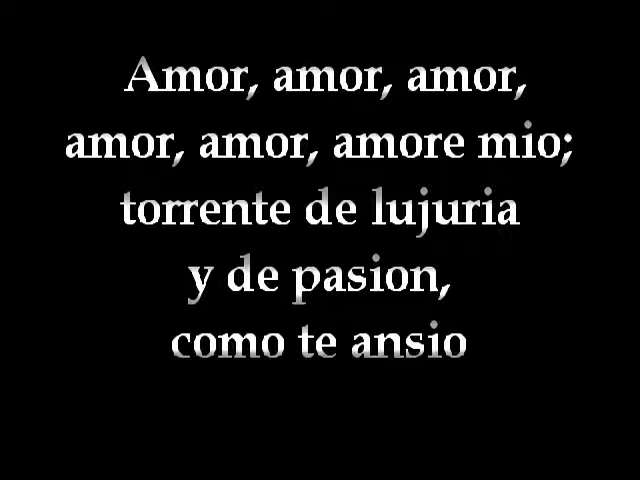 Amor, amor, amor,
amor, amor, amore mio;
torrente de lujuria
y de pasion,
como te ansio